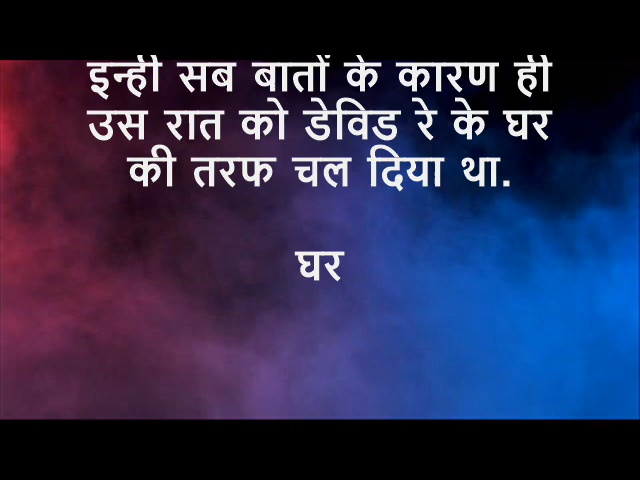 इन्ही सब बातों के कारण ही
उस रात को डेविड रे के घर
की तरफ चल दिया था.
घर